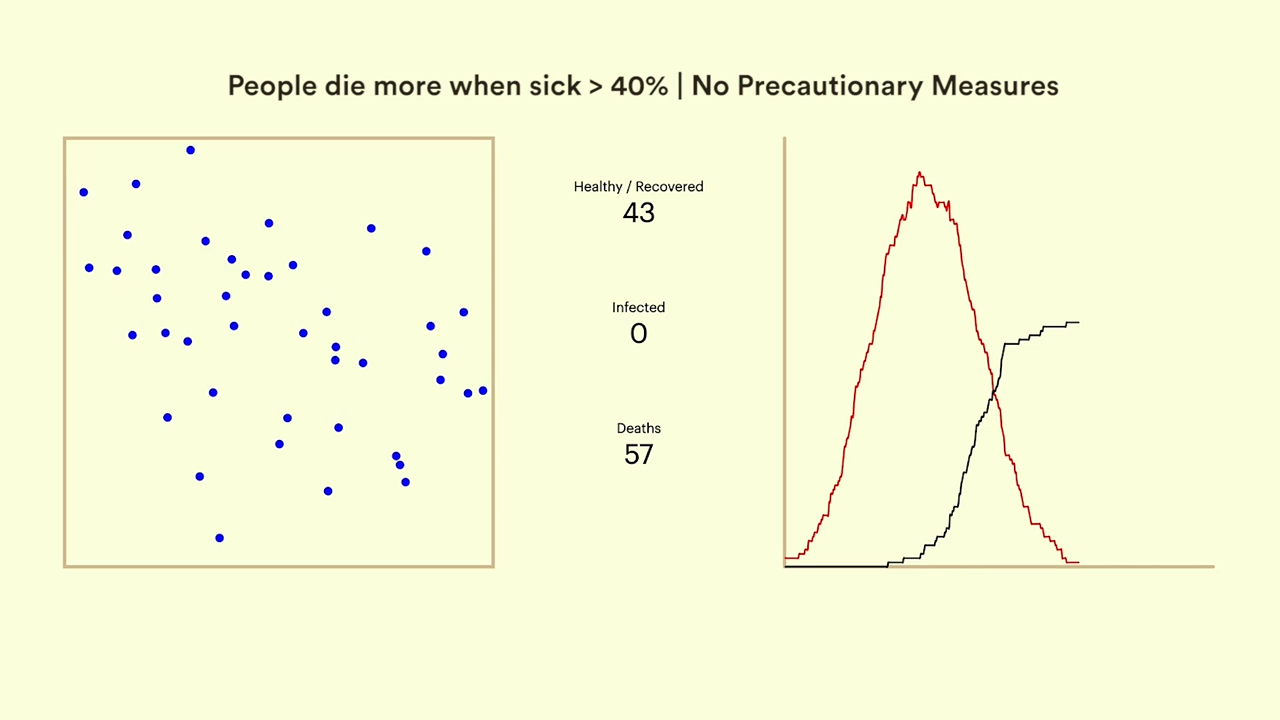 People die more when sick > 40% | No Precautionary Measures
Healthy / Recovered
43
Infected
0
Deaths
57